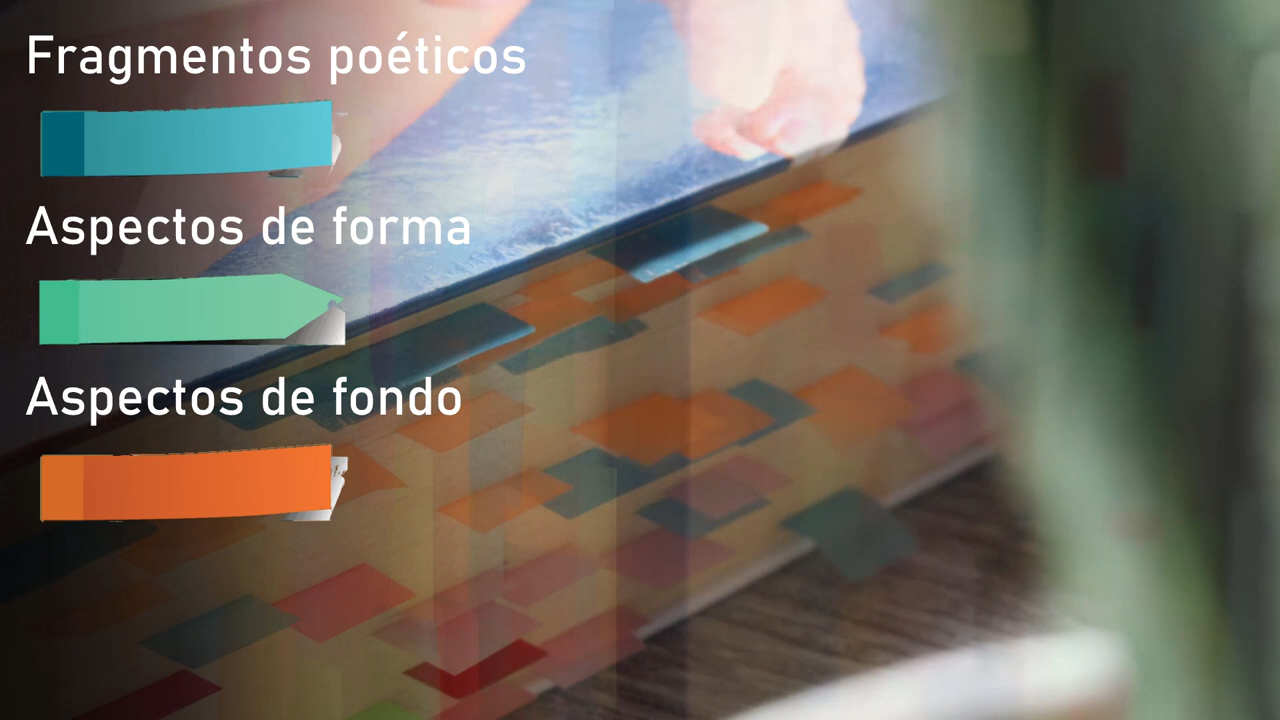 Fragmentos poéticos
Aspectos de forma
Aspectos de fondo